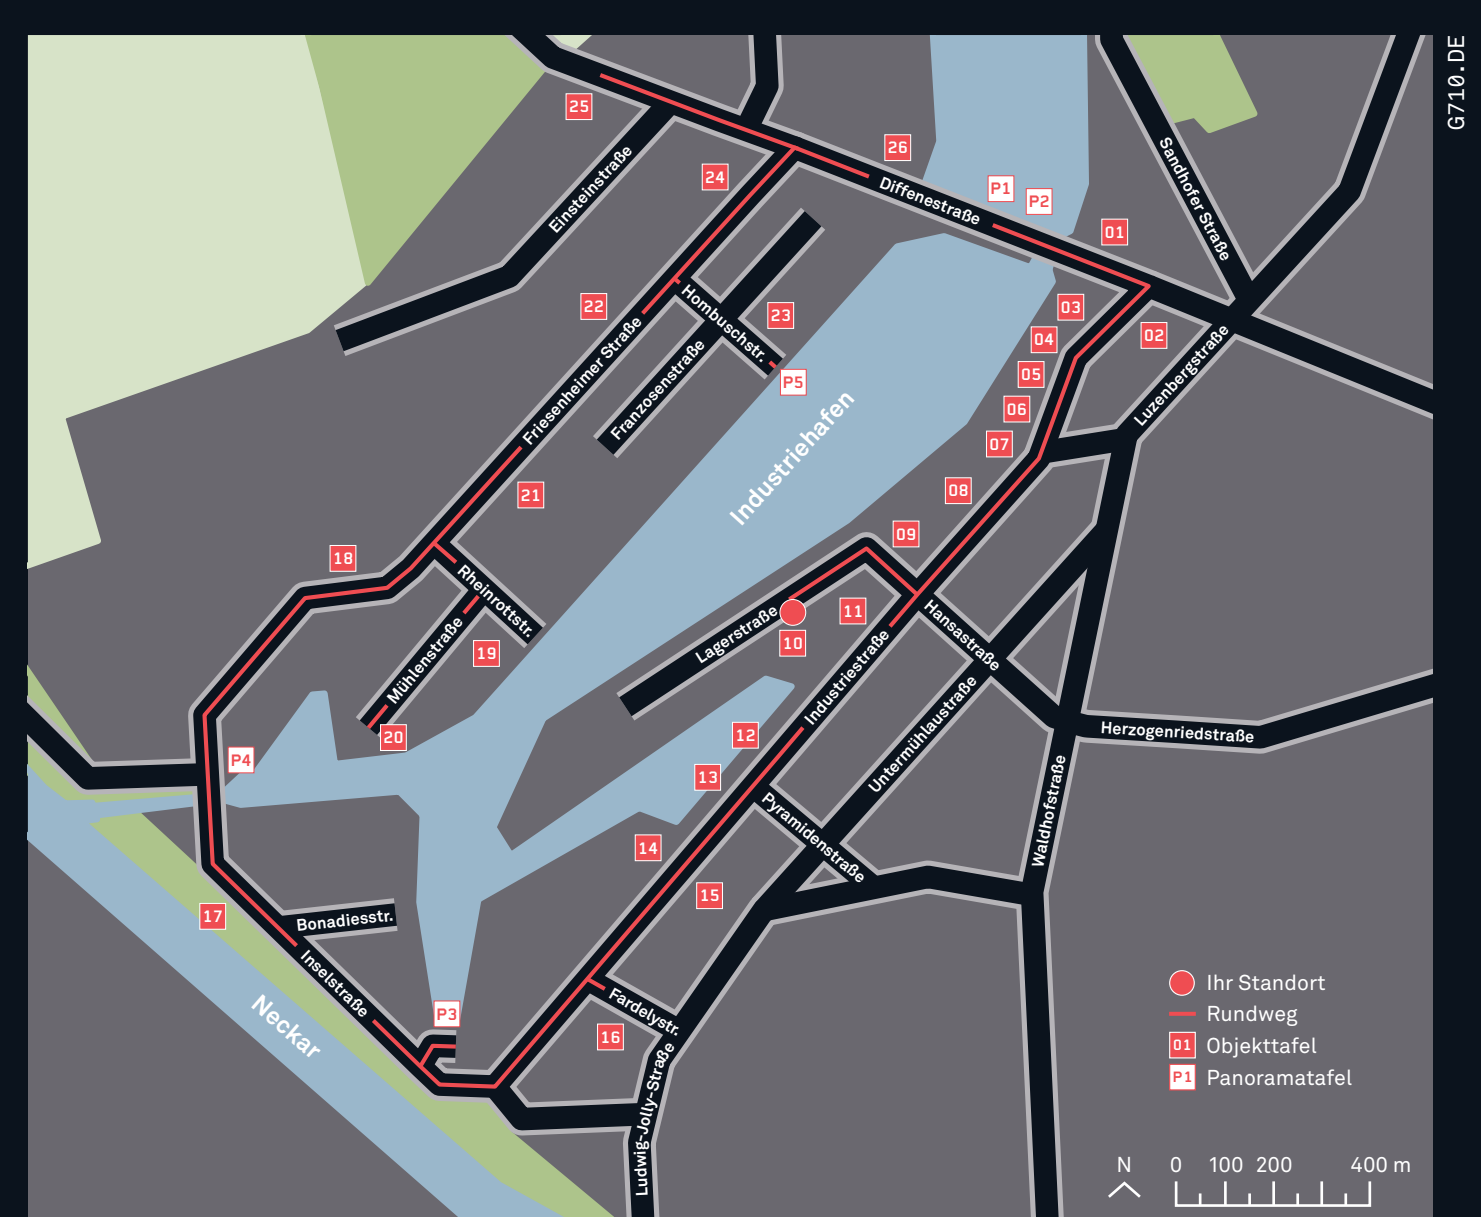 G710.DE
25
26
24
Einsteinstraße
Sandhofer Straße
Diffenestraße
P1
P2
01
22
Hombuschstr.
23
03
02
04
Friesenheimer Straße
Franzosenstraße
P5
05
Luzenbergstraße
06
Industriehafen
07
21
08
18
09
Rheinrottstr.
Mühlenstraße
19
Lagerstraße
10
11
Hansastraße
Industriestraße
Untermühlaustraße
20
12
Herzogenriedstraße
P4
13
Pyramidenstraße
Waldhofstraße
14
15
17
Bonadiesstr.
Inselstraße
Neckar
P3
Fardelystr.
16
Ludwig-Jolly-Straße
Ihr Standort
Rundweg
01 Objekttafel
P1 Panoramatafel
N 0 100 200 400 m